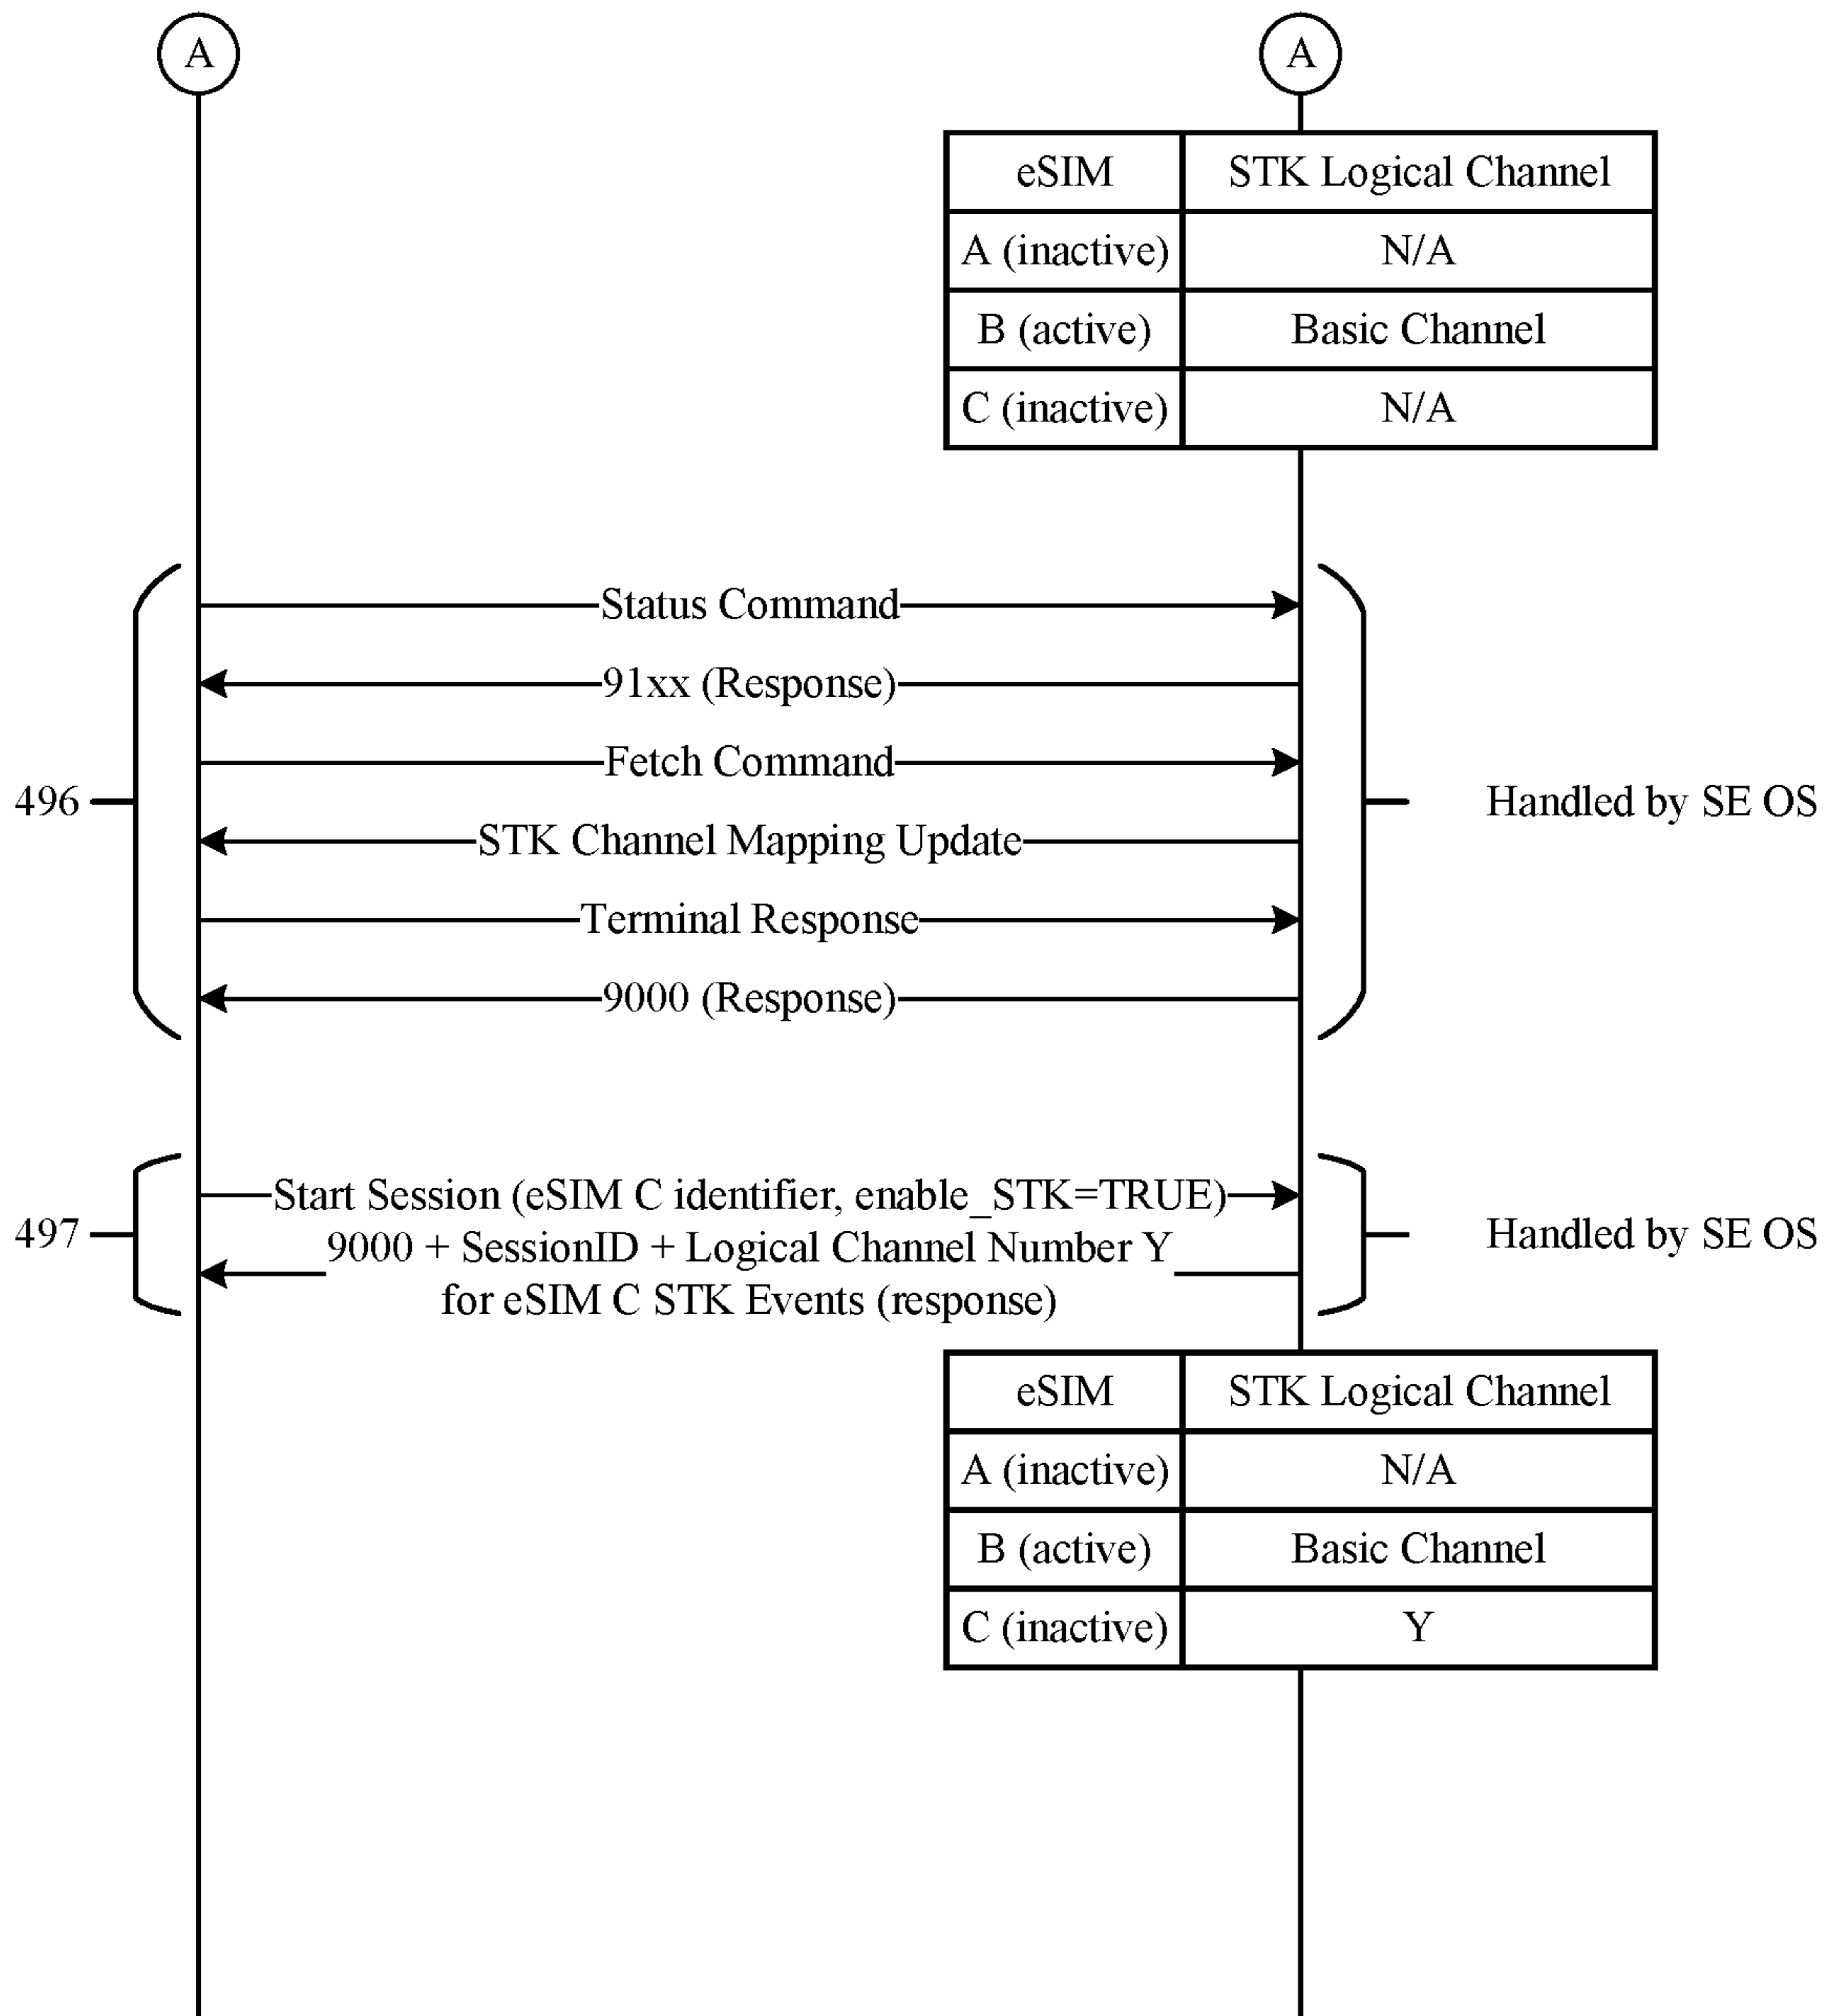 A
A
eSIM STK Logical Channel
A (inactive) N/A
B (active) Basic Channel
C (inactive) N/A
Status Command
91xx (Response)
Fetch Command
496
Handled by SE OS
STK Channel Mapping Update
Terminal Response
9000 (Response)
Start Session (eSIM C identifier, enable_STK=TRUE)
497
Handled by SE OS
9000 + SessionID + Logical Channel Number Y
for eSIM C STK Events (response)
eSIM STK Logical Channel
A (inactive) N/A
B (active) Basic Channel
C (inactive) Y